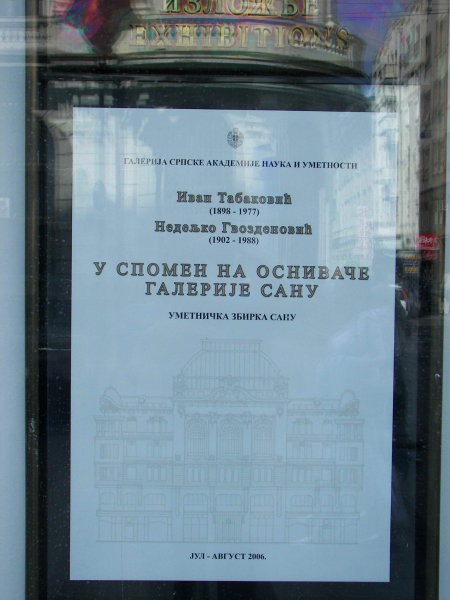 ИЗЛОЖБЕ
EXHIBITIONS
ГАЛЕРИЈА СРПСКЕ АКАДЕМИЈЕ НАУКА И УМЕТНОСТИ
Иван Табаковић
(1898 - 1977)
Недељко Гвозденовић
(1902 - 1988)
У СПОМЕН НА ОСНИВАЧЕ
ГАЛЕРИЈЕ САНУ
УМЕТНИЧКА ЗБИРКА САНУ
ЈУЛ - АВГУСТ 2006.